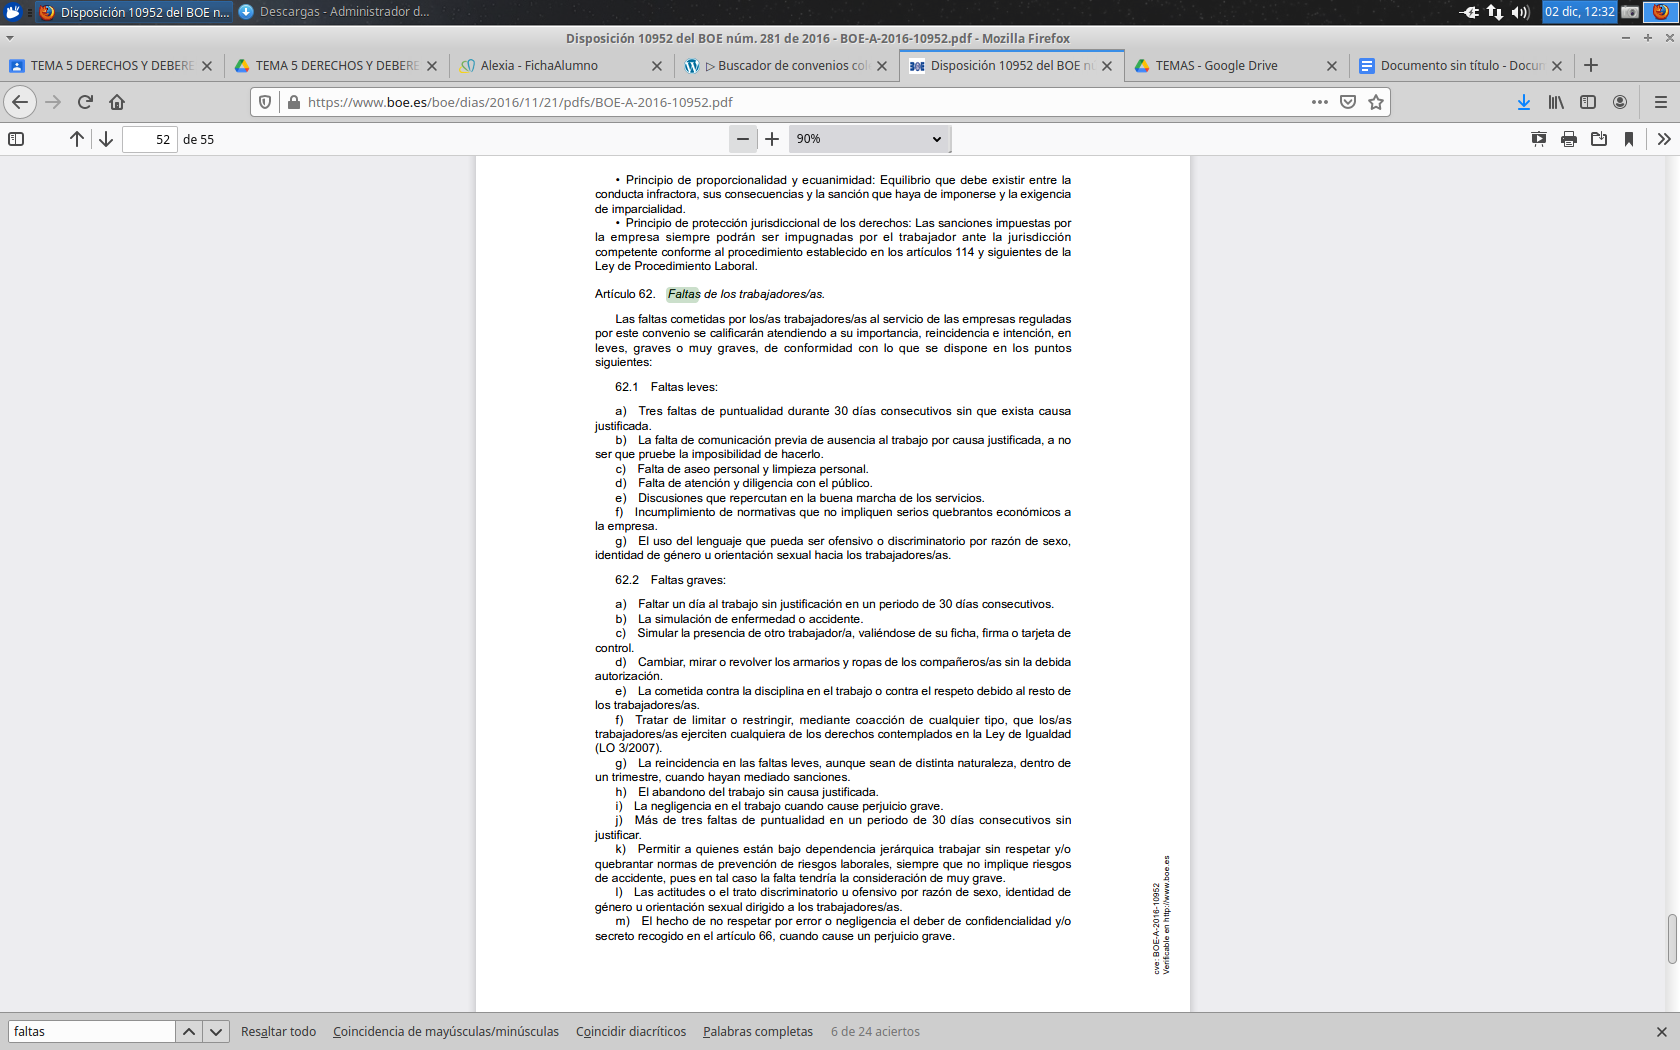 Disposición 10952 del BOE n...
Descargas - Administrador d...
02 dic, 12:32
Disposición 10952 del BOE núm. 281 de 2016 - BOE-A-2016-10952.pdf - Mozilla Firefox
TEMA 5 DERECHOS Y DEBERE
TEMA 5 DERECHOS Y DEBERE
Alexia - FichaAlumno
▷ Buscador de convenios col
BOE
Disposición 10952 del BOE n
TEMAS - Google Drive
Documento sin título - Docu
https://www.boe.es/boe/dias/2016/11/21/pdfs/BOE-A-2016-10952.pdf
52
de 55
90%
• Principio de proporcionalidad y ecuanimidad: Equilibrio que debe existir entre la
conducta infractora, sus consecuencias y la sanción que haya de imponerse y la exigencia
de imparcialidad.
• Principio de protección jurisdiccional de los derechos: Las sanciones impuestas por
la empresa siempre podrán ser impugnadas por el trabajador ante la jurisdicción
competente conforme al procedimiento establecido en los artículos 114 y siguientes de la
Ley de Procedimiento Laboral.
Artículo 62. Faltas de los trabajadores/as.
Las faltas cometidas por los/as trabajadores/as al servicio de las empresas reguladas
por este convenio se calificarán atendiendo a su importancia, reincidencia e intención, en
leves, graves o muy graves, de conformidad con lo que se dispone en los puntos
siguientes:
62.1 Faltas leves:
a) Tres faltas de puntualidad durante 30 días consecutivos sin que exista causa
justificada.
b) La falta de comunicación previa de ausencia al trabajo por causa justificada, a no
ser que pruebe la imposibilidad de hacerlo.
c) Falta de aseo personal y limpieza personal.
d) Falta de atención y diligencia con el público.
e) Discusiones que repercutan en la buena marcha de los servicios.
f) Incumplimiento de normativas que no impliquen serios quebrantos económicos a
la empresa.
g) El uso del lenguaje que pueda ser ofensivo o discriminatorio por razón de sexo,
identidad de género u orientación sexual hacia los trabajadores/as.
62.2 Faltas graves:
a) Faltar un día al trabajo sin justificación en un periodo de 30 días consecutivos.
b) La simulación de enfermedad o accidente.
c) Simular la presencia de otro trabajador/a, valiéndose de su ficha, firma o tarjeta de
control.
d) Cambiar, mirar o revolver los armarios y ropas de los compañeros/as sin la debida
autorización.
e) La cometida contra la disciplina en el trabajo o contra el respeto debido al resto de
los trabajadores/as.
f) Tratar de limitar o restringir, mediante coacción de cualquier tipo, que los/as
trabajadores/as ejerciten cualquiera de los derechos contemplados en la Ley de Igualdad
(LO 3/2007).
g) La reincidencia en las faltas leves, aunque sean de distinta naturaleza, dentro de
un trimestre, cuando hayan mediado sanciones.
h) El abandono del trabajo sin causa justificada.
i) La negligencia en el trabajo cuando cause perjuicio grave.
j) Más de tres faltas de puntualidad en un periodo de 30 días consecutivos sin
justificar.
k) Permitir a quienes están bajo dependencia jerárquica trabajar sin respetar y/o
quebrantar normas de prevención de riesgos laborales, siempre que no implique riesgos
de accidente, pues en tal caso la falta tendría la consideración de muy grave.
l) Las actitudes o el trato discriminatorio u ofensivo por razón de sexo, identidad de
género u orientación sexual dirigido a los trabajadores/as.
m) El hecho de no respetar por error o negligencia el deber de confidencialidad y/o
secreto recogido en el artículo 66, cuando cause un perjuicio grave.
cve: BOE-A-2016-10952
Verificable en http://www.boe.es
faltas
Resaltar todo
Coincidencia de mayúsculas/minúsculas
Coincidir diacríticos
Palabras completas
6 de 24 aciertos